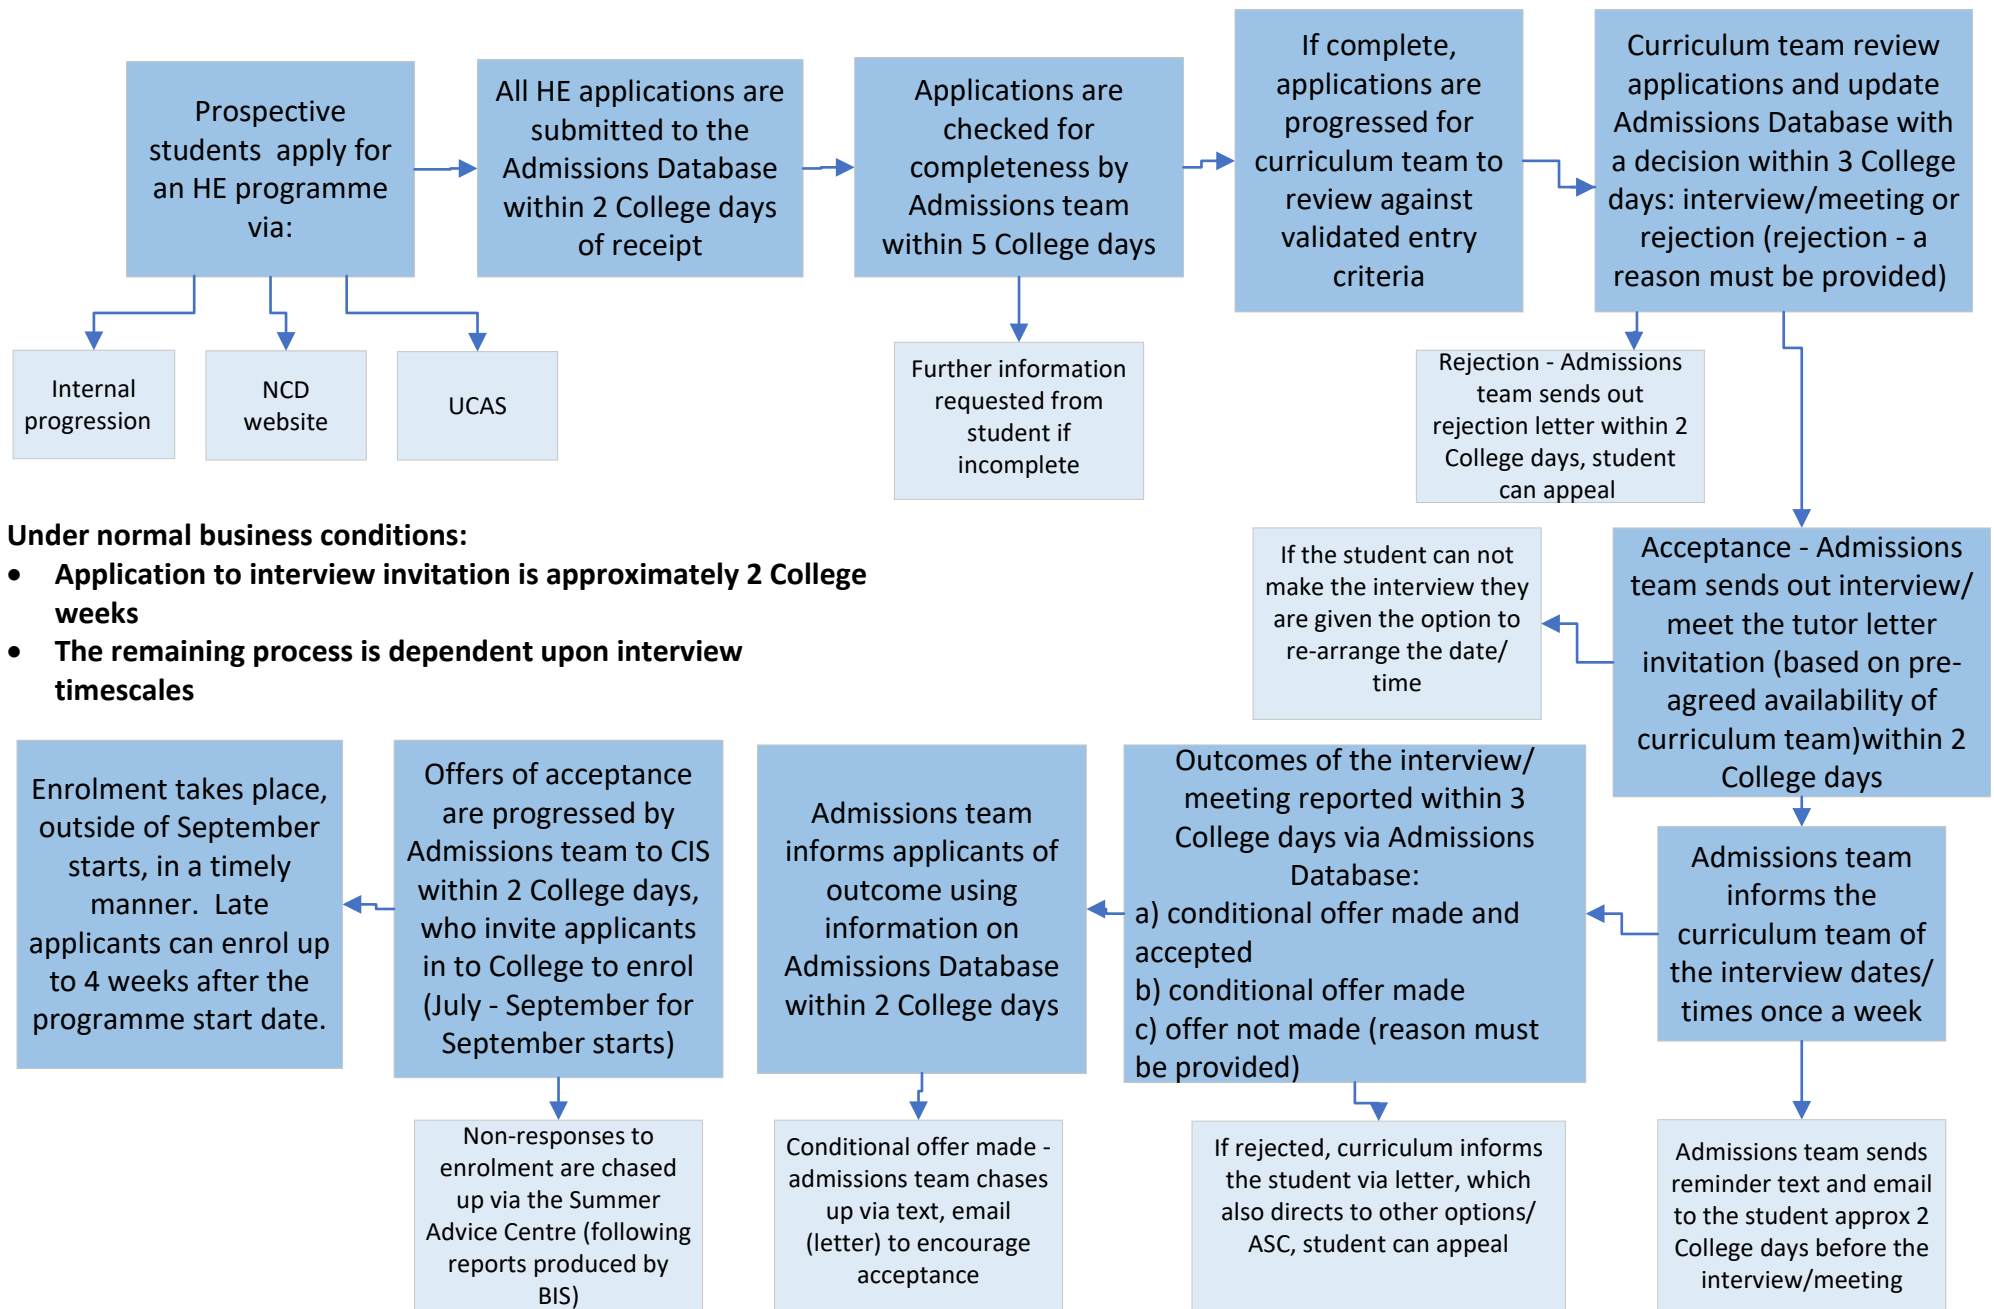 Prospective
students  apply for
an HE programme
via:
All HE applications are
submitted to the
Admissions Database
within 2 College days
of receipt
Applications are
checked for
completeness by
Admissions team
within 5 College days
If complete,
applications are
progressed for
curriculum team to
review against
validated entry
criteria
Curriculum team review
applications and update
Admissions Database with
a decision within 3 College
days: interview/meeting or
rejection (rejection - a
reason must be provided)
Internal
progression
NCD
website
UCAS
Further information
requested from
student if
incomplete
Rejection - Admissions
team sends out
rejection letter within 2
College days, student
can appeal
Under normal business conditions:
• Application to interview invitation is approximately 2 College
weeks
• The remaining process is dependent upon interview
timescales
If the student can not
make the interview they
are given the option to
re-arrange the date/
time
Acceptance - Admissions
team sends out interview/
meet the tutor letter
invitation (based on pre-
agreed availability of
curriculum team)within 2
College days
Enrolment takes place,
outside of September
starts, in a timely
manner.  Late
applicants can enrol up
to 4 weeks after the
programme start date.
Offers of acceptance
are progressed by
Admissions team to CIS
within 2 College days,
who invite applicants
in to College to enrol
(July - September for
September starts)
Admissions team
informs applicants of
outcome using
information on
Admissions Database
within 2 College days
Outcomes of the interview/
meeting reported within 3
College days via Admissions
Database:
a) conditional offer made and
accepted
b) conditional offer made
c) offer not made (reason must
be provided)
Admissions team
informs the
curriculum team of
the interview dates/
times once a week
Non-responses to
enrolment are chased
up via the Summer
Advice Centre (following
reports produced by
BIS)
Conditional offer made -
admissions team chases
up via text, email
(letter) to encourage
acceptance
If rejected, curriculum informs
the student via letter, which
also directs to other options/
ASC, student can appeal
Admissions team sends
reminder text and email
to the student approx 2
College days before the
interview/meeting